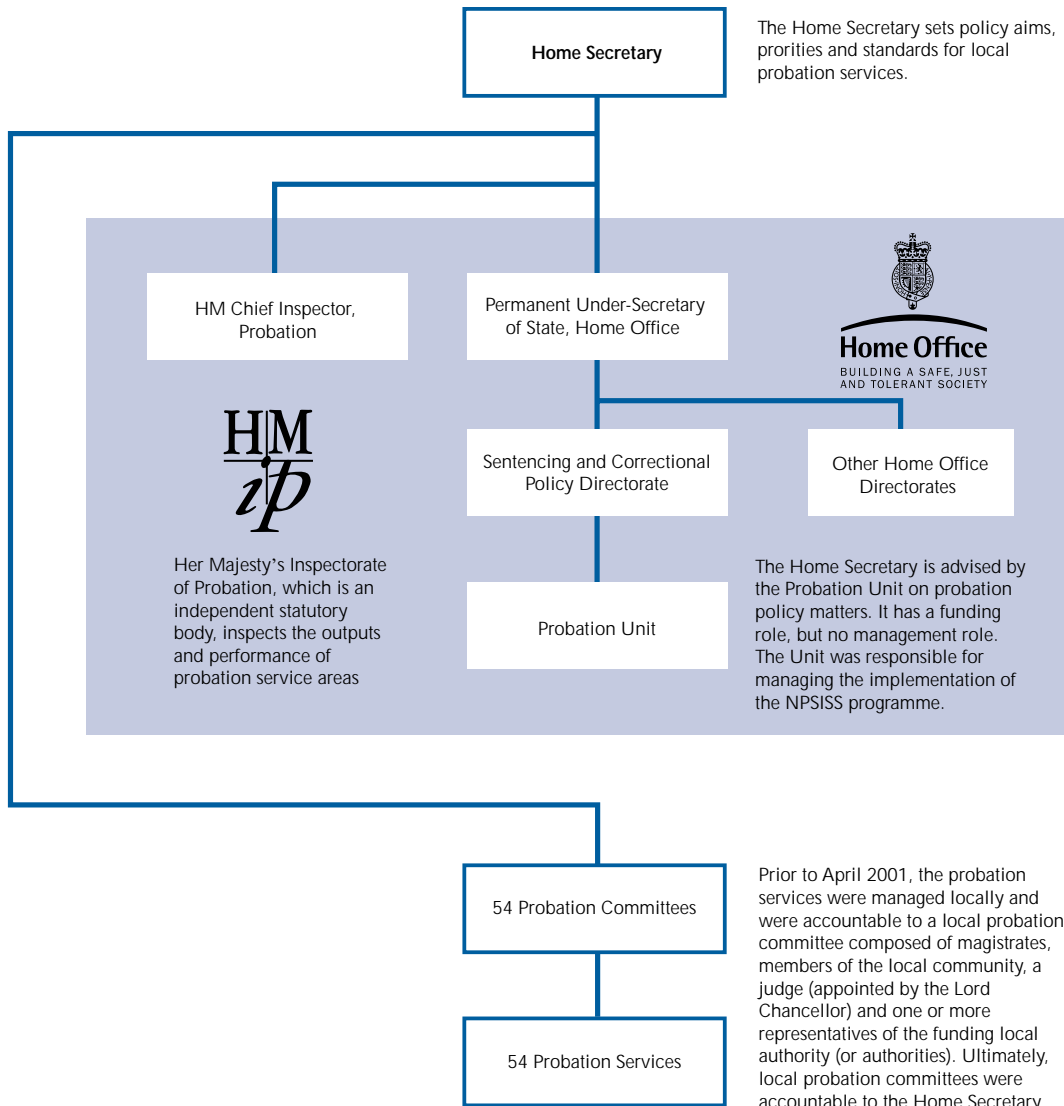 Home Secretary
The Home Secretary sets policy aims,
prorities and standards for local
probation services.
HM Chief Inspector,
Probation
Permanent Under-Secretary
of State, Home Office
Home Office
BUILDING A SAFE, JUST
AND TOLERANT SOCIETY
HM
ip
Sentencing and Correctional
Policy Directorate
Other Home Office
Directorates
Her Majesty's Inspectorate
of Probation, which is an
independent statutory
body, inspects the outputs
and performance of
probation service areas
Probation Unit
The Home Secretary is advised by
the Probation Unit on probation
policy matters. It has a funding
role, but no management role.
The Unit was responsible for
managing the implementation of
the NPSISS programme.
54 Probation Committees
54 Probation Services
Prior to April 2001, the probation
services were managed locally and
were accountable to a local probation
committee composed of magistrates,
members of the local community, a
judge (appointed by the Lord
Chancellor) and one or more
representatives of the funding local
authority (or authorities). Ultimately,
local probation committees were
accountable to the Home Secretary